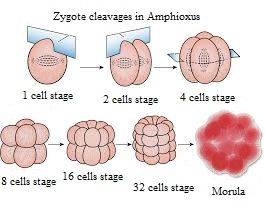 Zygote cleavages in Amphioxus
1 cell stage
2 cells stage
4 cells stage
8 cells stage
16 cells stage
32 cells stage
Morula